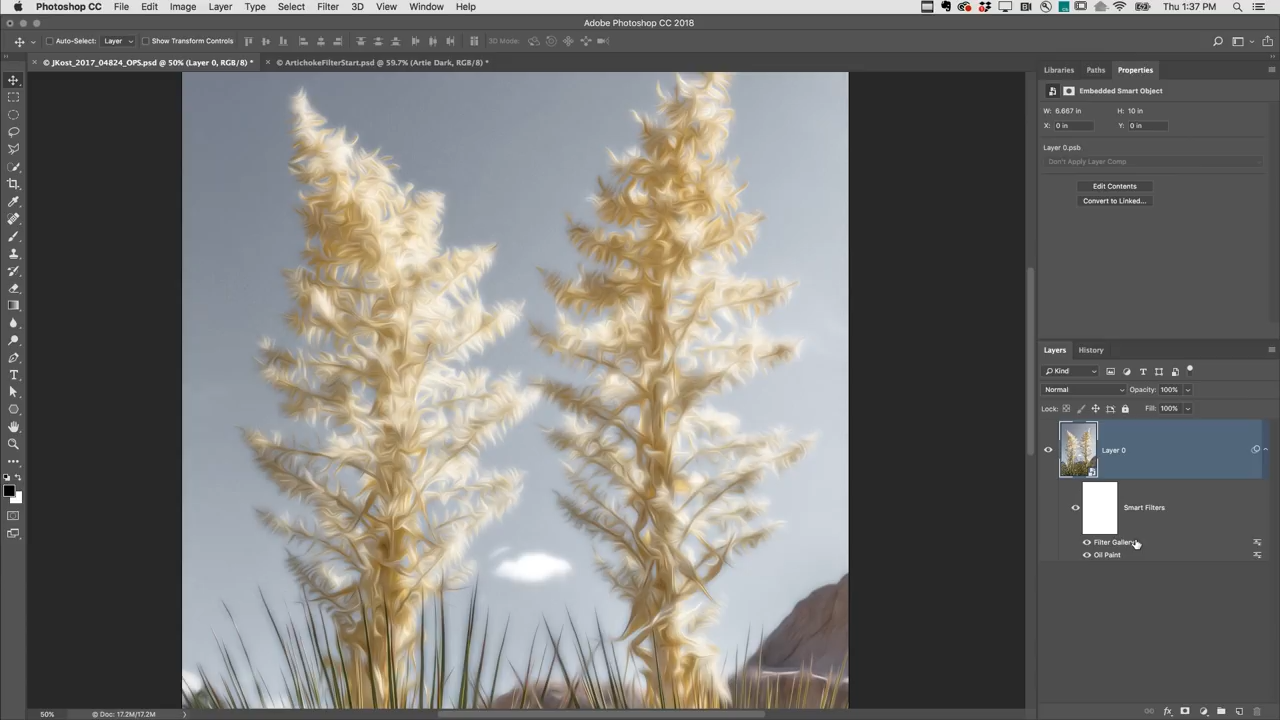 Photoshop CC File Edit Image Layer Type Select Filter 3D View Window Help Thu 1:37 PM
Adobe Photoshop CC 2018
Auto-Select: Layer Show Transform Controls 3D Mode:
© JKost_2017_04824_OPS.psd @ 50% (Layer 0, RGB/8) * © ArtichokeFilterStart.psd @ 59.7% (Artie Dark, RGB/8) *
Libraries Paths Properties
Embedded Smart Object
W: 6.667 in H: 10 in
X: 0 in Y: 0 in
Layer 0.psb
Don't Apply Layer Comp
Edit Contents
Convert to Linked...
Layers History
Kind
Normal Opacity: 100%
Lock: Fill: 100%
Layer 0
Smart Filters
Filter Gallery
Oil Paint
50% © Doc: 17.2M/17.2M